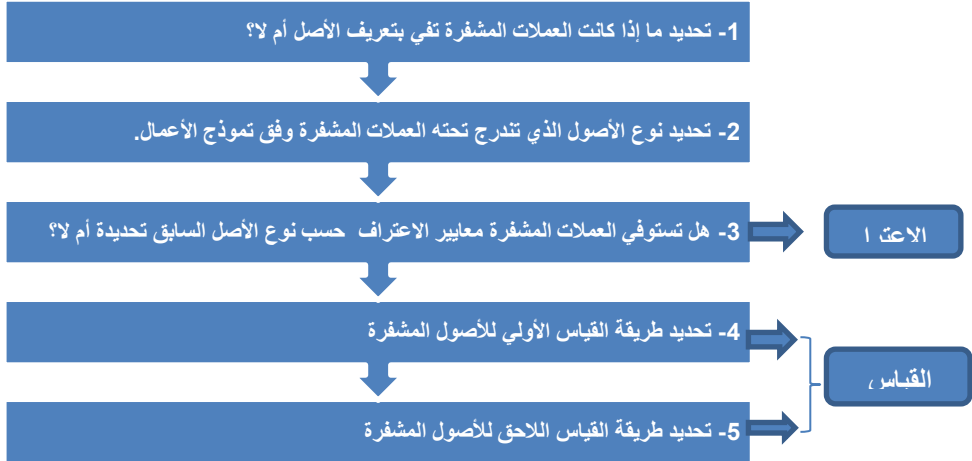 1- تحديد ما إذا كانت العملات المشفرة تفي بتعريف الأصل أم لا؟
2- تحديد نوع الأصول الذي تندرج تحته العملات المشفرة وفق تموذج الأعمال.
3- هل تستوفي العملات المشفرة معايير الاعتراف حسب نوع الأصل السابق تحديدة أم لا؟
4- تحديد طريقة القياس الأولي للأصول المشفرة
القياس
5- تحديد طريقة القياس اللاحق للأصول المشفرة